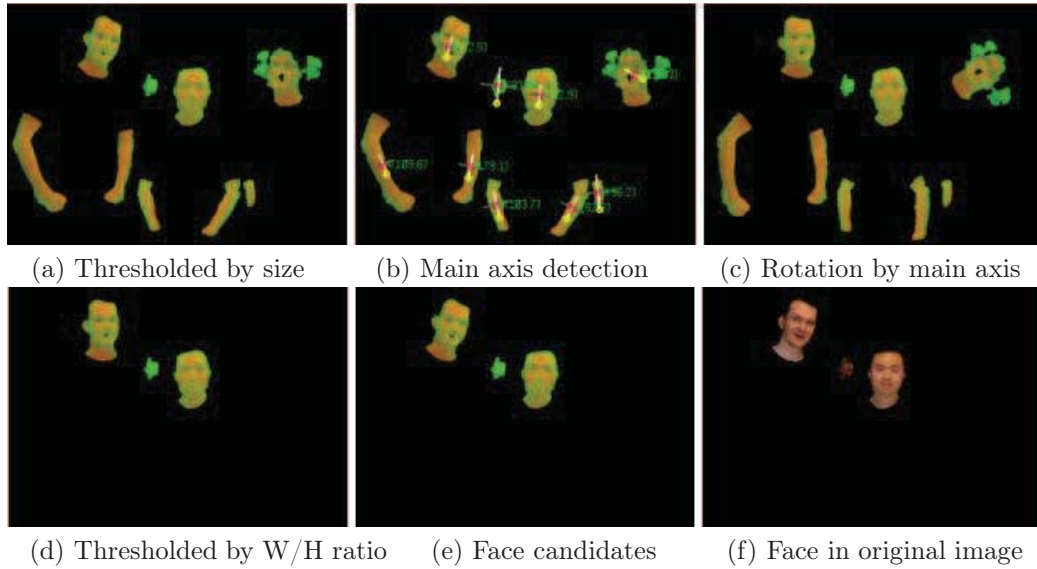 (a) Thresholded by size
(b) Main axis detection
(c) Rotation by main axis
(d) Thresholded by W/H ratio
(e) Face candidates
(f) Face in original image